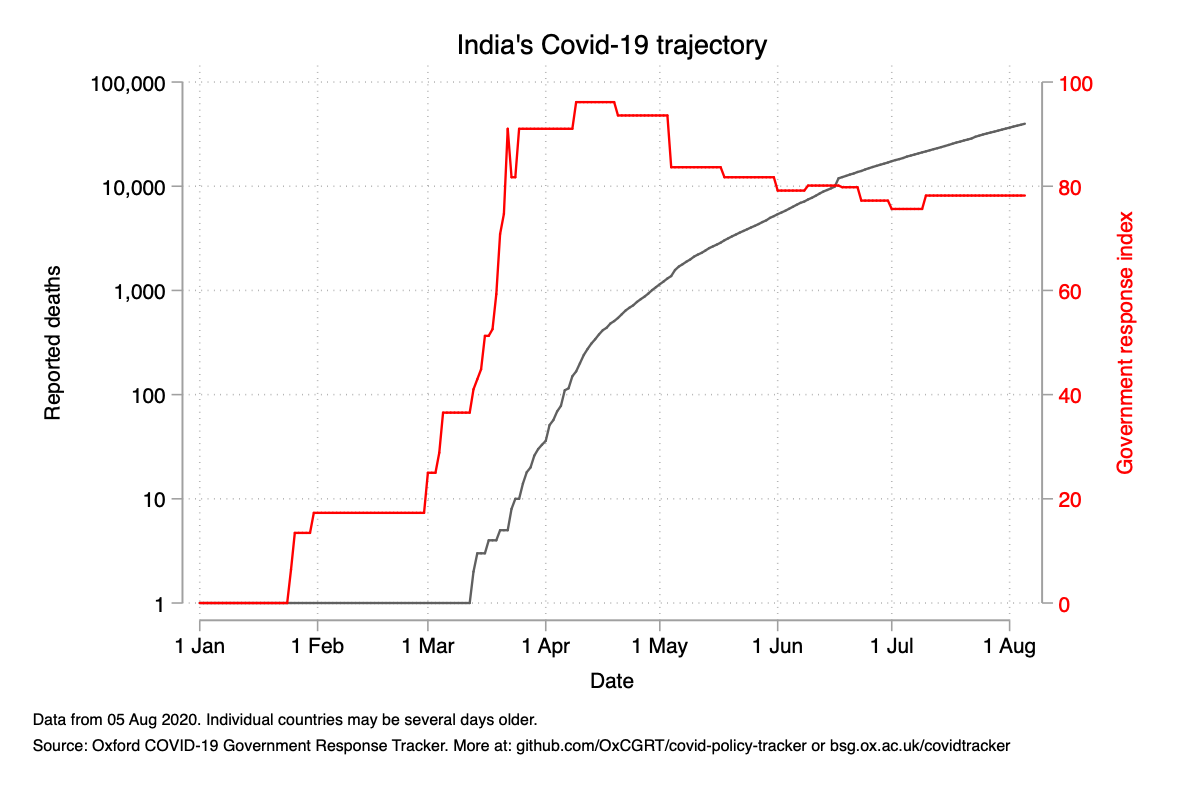 India's Covid-19 trajectory
100,000
10,000
1,000
100
10
1
Reported deaths
100
80
60
40
20
0
Government response index
1 Jan 1 Feb 1 Mar 1 Apr 1 May 1 Jun 1 Jul 1 Aug
Date
Data from 05 Aug 2020. Individual countries may be several days older.
Source: Oxford COVID-19 Government Response Tracker. More at: github.com/OxCGRT/covid-policy-tracker or bsg.ox.ac.uk/covidtracker